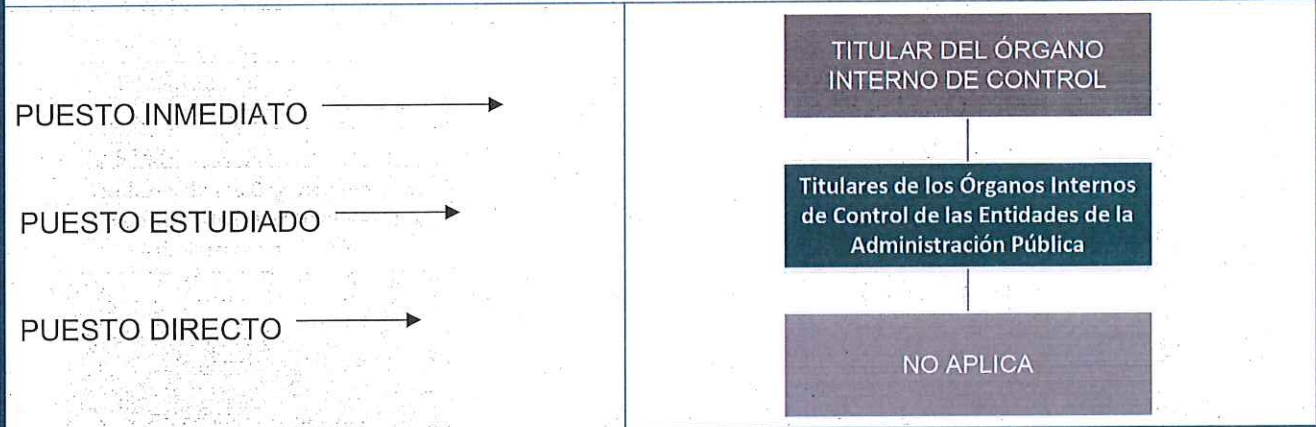 TITULAR DEL ÓRGANO
INTERNO DE CONTROL
PUESTO INMEDIATO
Titulares de los Órganos Internos
de Control de las Entidades de la
Administración Pública
PUESTO ESTUDIADO
PUESTO DIRECTO
NO APLICA